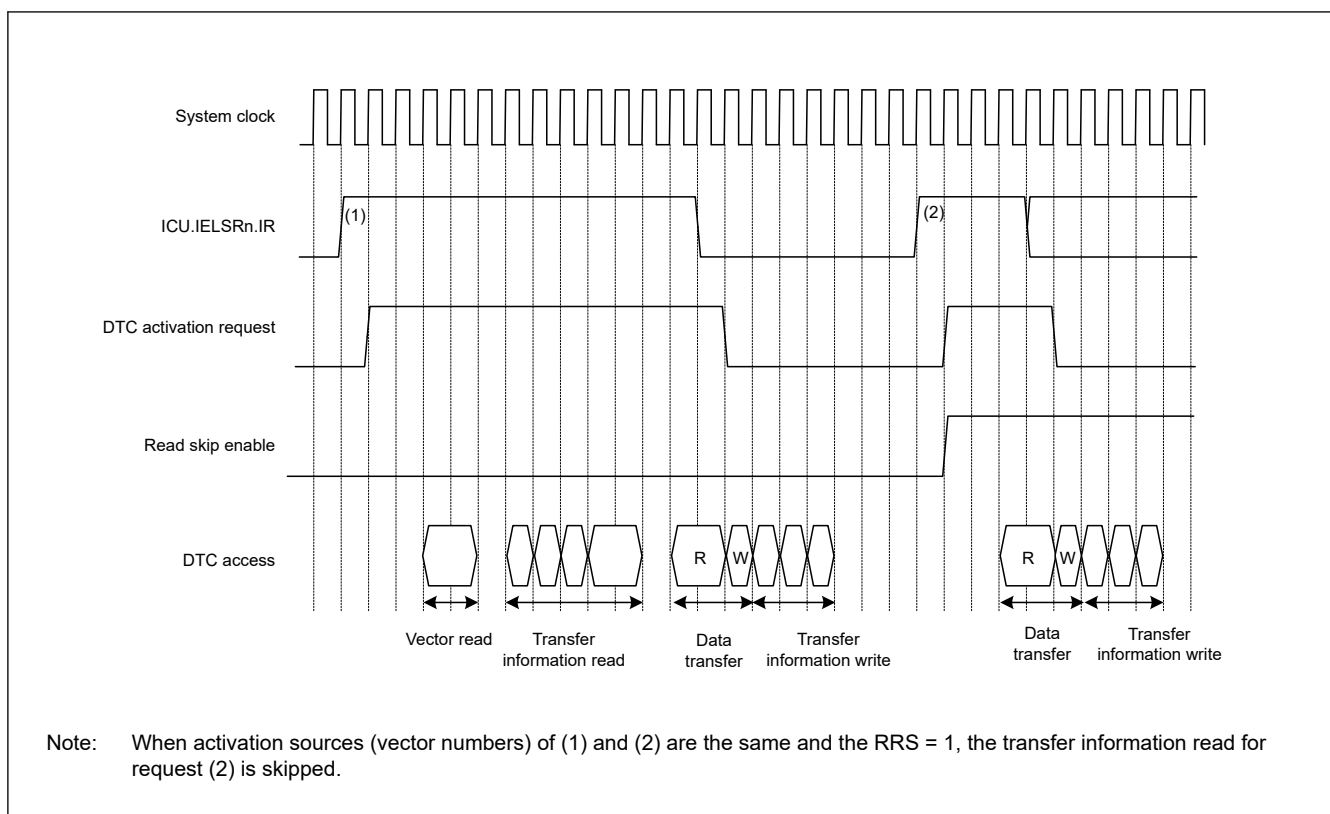 System clock
ICU.IELSRn.IR
(1)
(2)
DTC activation request
Read skip enable
DTC access
R
W
R
W
Vector read
Transfer
information read
Data
transfer
Transfer
information write
Data
transfer
Transfer
information write
Note: When activation sources (vector numbers) of (1) and (2) are the same and the RRS = 1, the transfer information read for
request (2) is skipped.